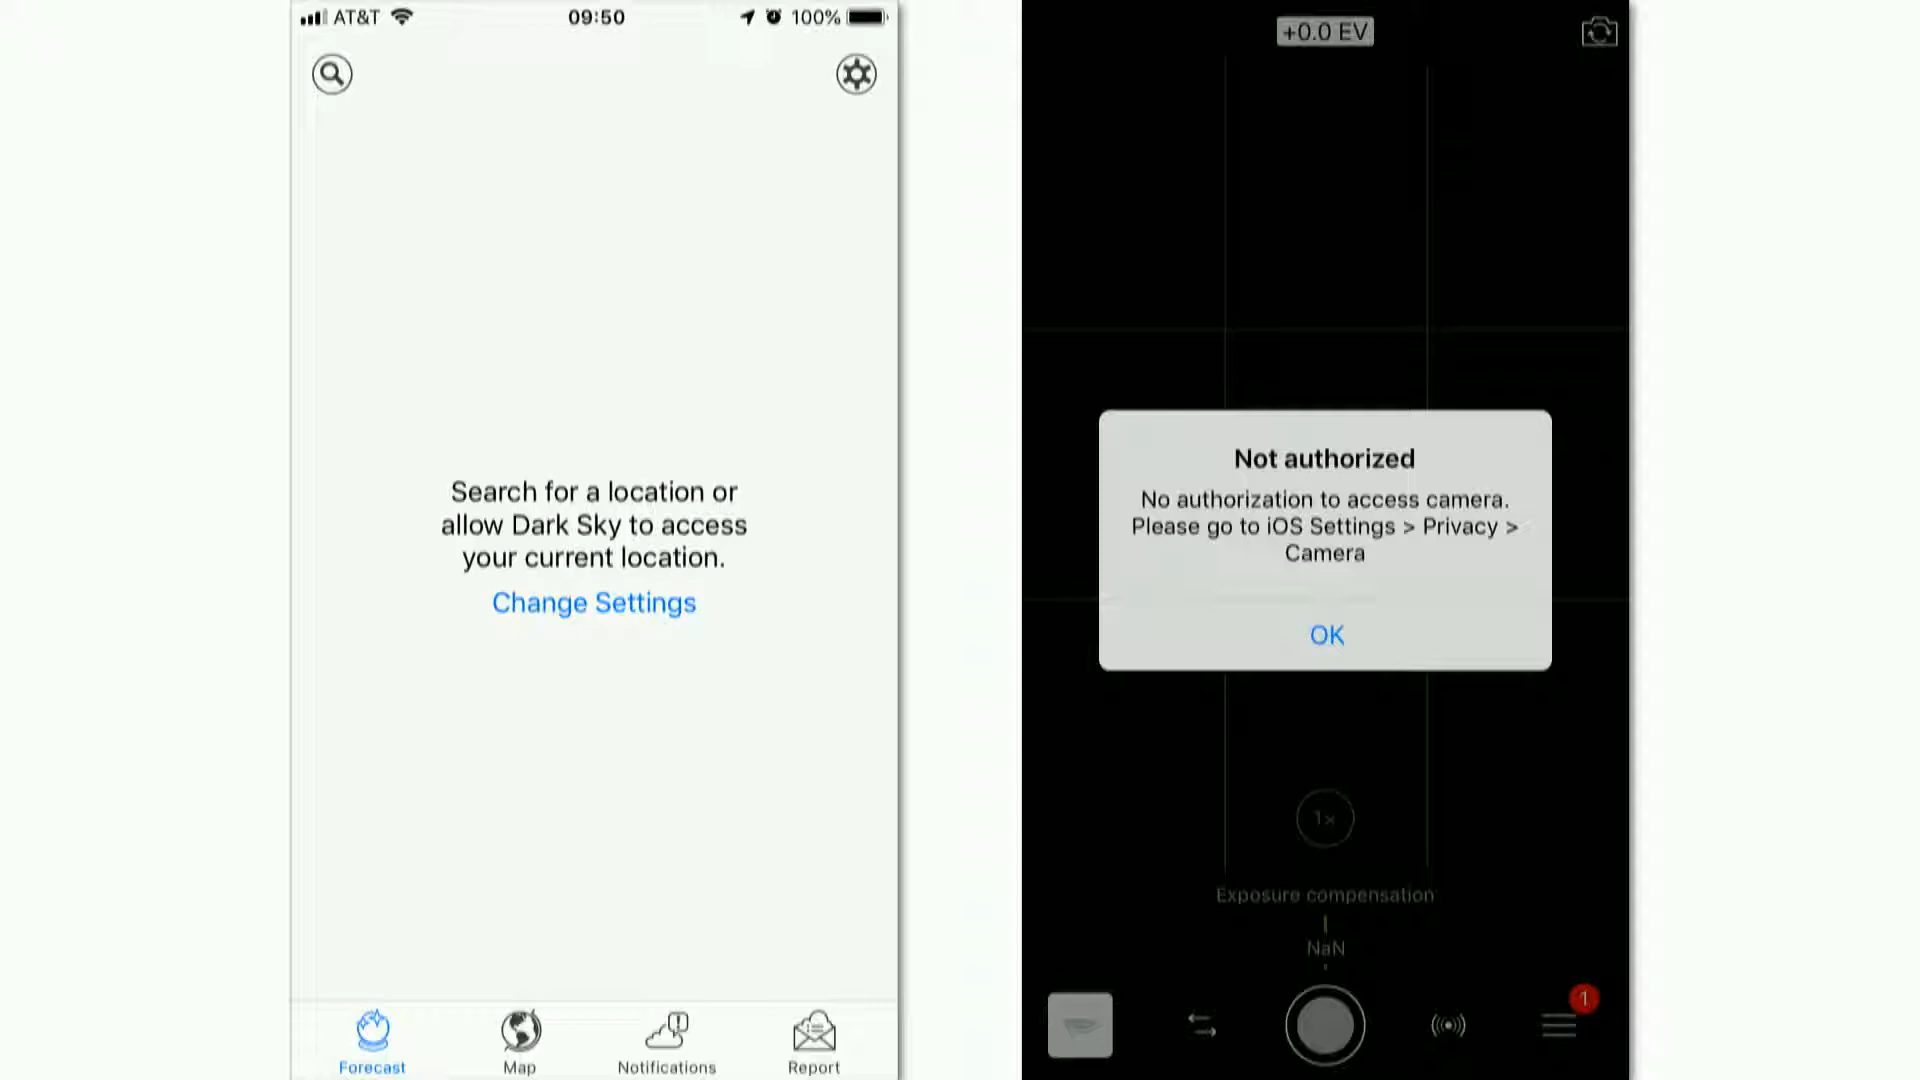 AT&T
09:50
100%
Search for a location or
allow Dark Sky to access
your current location.
Change Settings
Forecast
Map
Notifications
Report
+0.0 EV
Not authorized
No authorization to access camera.
Please go to iOS Settings > Privacy >
Camera
OK
1x
Exposure compensation
NaN
1